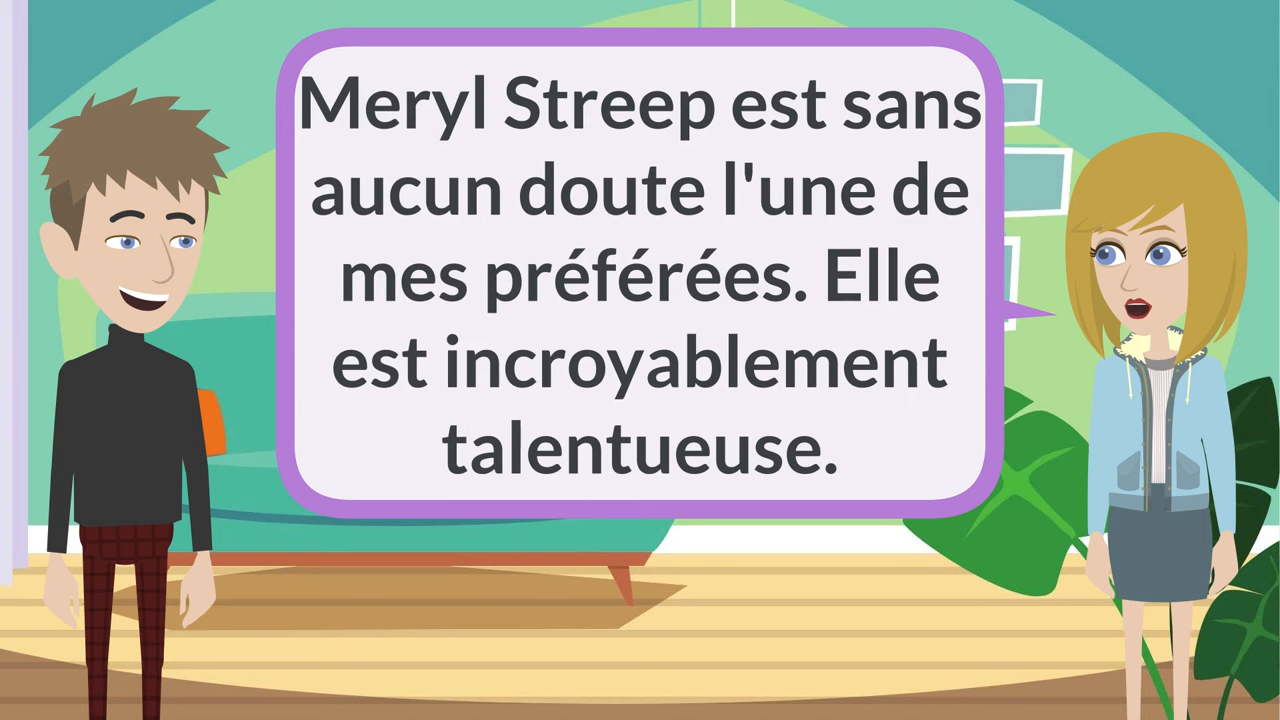 Meryl Streep est sans
aucun doute l'une de
mes préférées. Elle
est incroyablement
talentueuse.